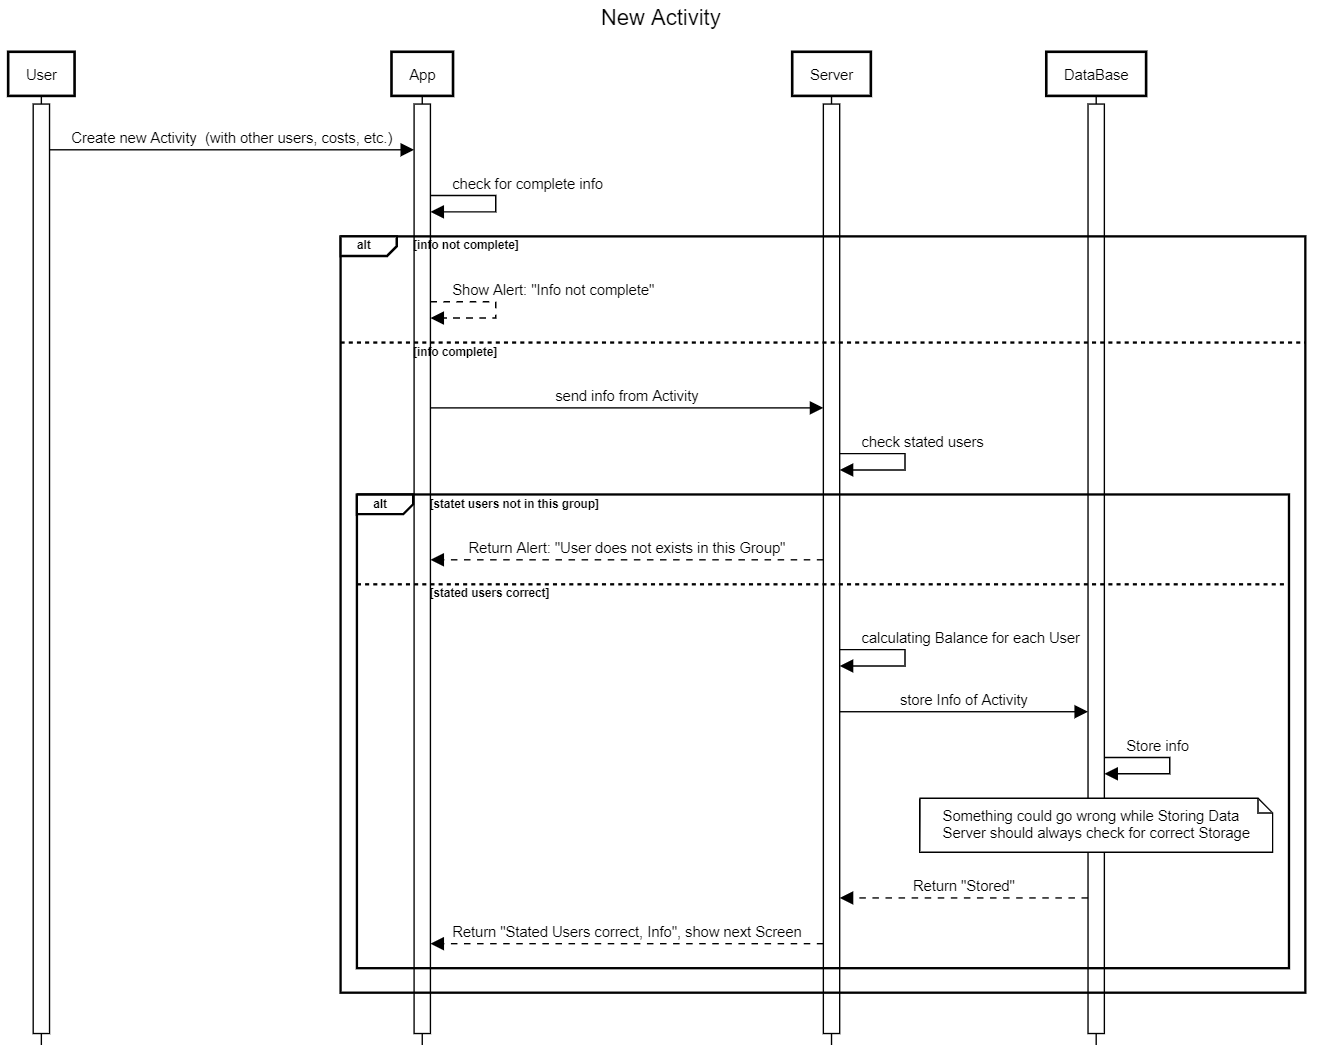 New Activity
User
App
Server
DataBase
Create new Activity  (with other users, costs, etc.)
check for complete info
alt
[info not complete]
Show Alert: "Info not complete"
[info complete]
send info from Activity
check stated users
alt
[statet users not in this group]
Return Alert: "User does not exists in this Group"
[stated users correct]
calculating Balance for each User
store Info of Activity
Store info
Something could go wrong while Storing Data
Server should always check for correct Storage
Return "Stored"
Return "Stated Users correct, Info", show next Screen